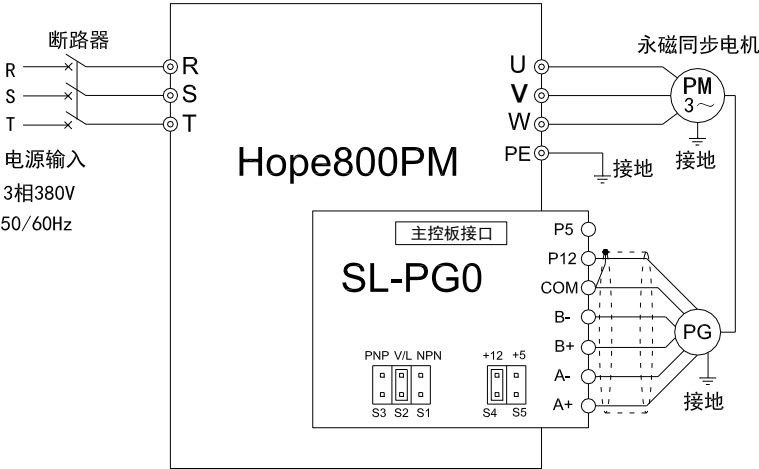 断路器
永磁同步电机
R
R
U
S
S
V
PM
3～
T
T
W
PE
接地
接地
电源输入
Hope800PM
3相380V
50/60Hz
主控板接口
P5
SL-PG0
P12
COM
B-
PG
B+
PNP V/L NPN
+12 +5
A-
接地
A+
S3 S2 S1
S4 S5